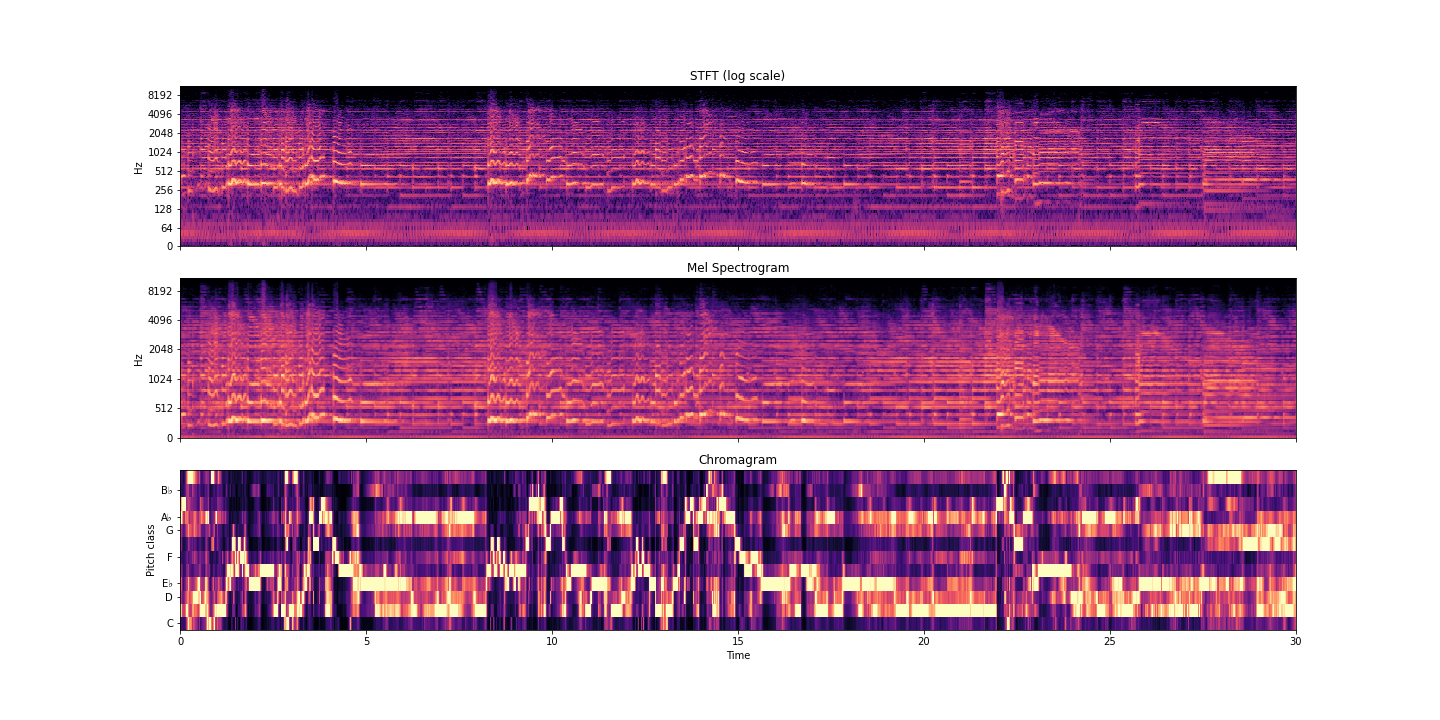 STFT (log scale)
8192
4096
2048
1024
512
256
128
64
0
Hz
Mel Spectrogram
8192
4096
2048
1024
512
0
Hz
Chromagram
B♭
A♭
G
F
E♭
D
C
Pitch class
0 5 10 15 20 25 30
Time